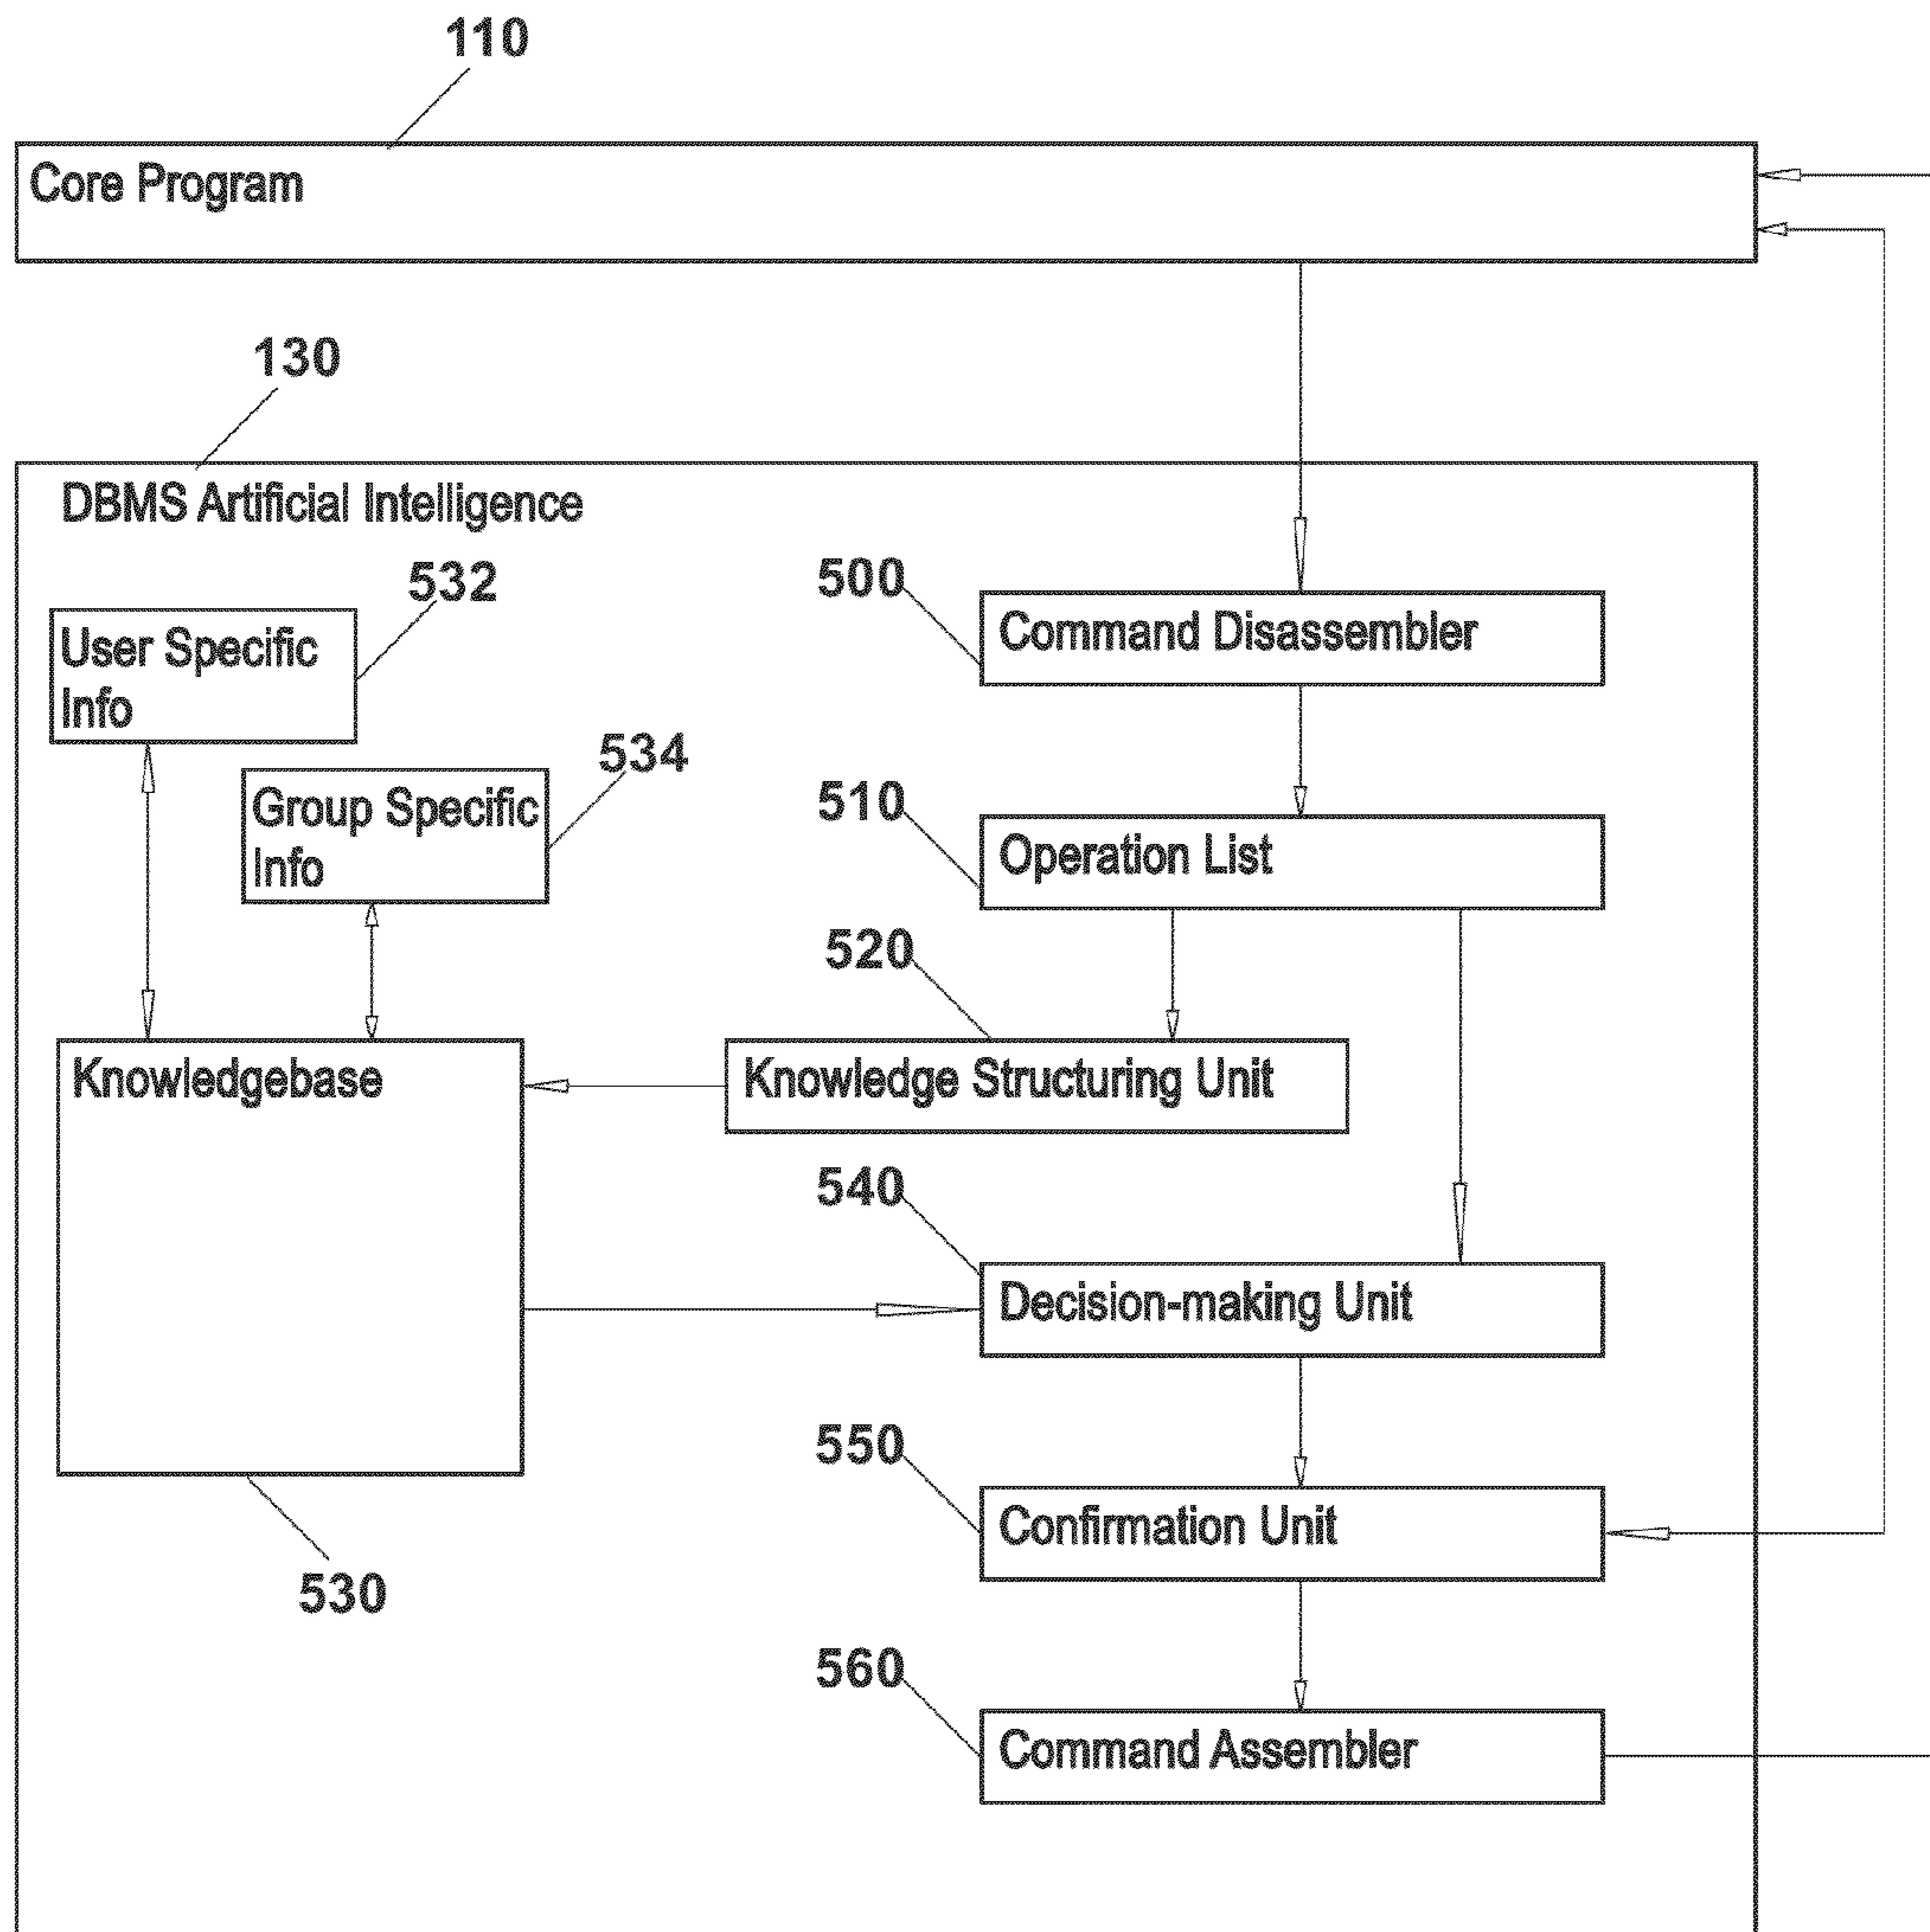 110
Core Program
130
DBMS Artificial Intelligence
532
500
User Specific
Info
Command Disassembler
534
Group Specific
Info
510
Operation List
520
Knowledgebase
Knowledge Structuring Unit
540
Decision-making Unit
550
Confirmation Unit
530
560
Command Assembler